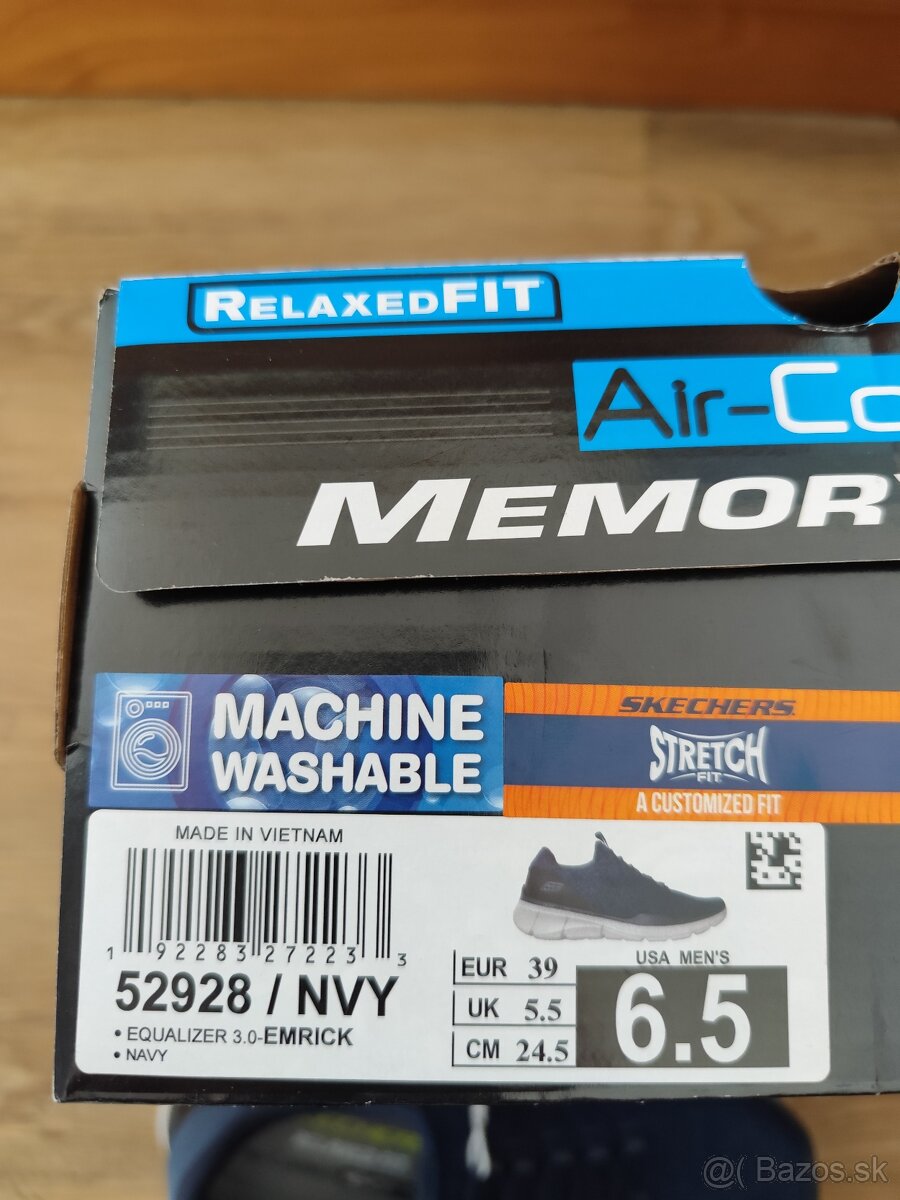 RELAXEDFIT
Air-Co
MEMORY
MACHINE
WASHABLE
SKECHERS
STRETCH
FIT
A CUSTOMIZED FIT
MADE IN VIETNAM
1 92283 27223 3
52928 / NVY
• EQUALIZER 3.0-EMRICK
• NAVY
EUR 39
UK 5.5
CM 24.5
USA MEN'S
6.5
@( Bazos.sk